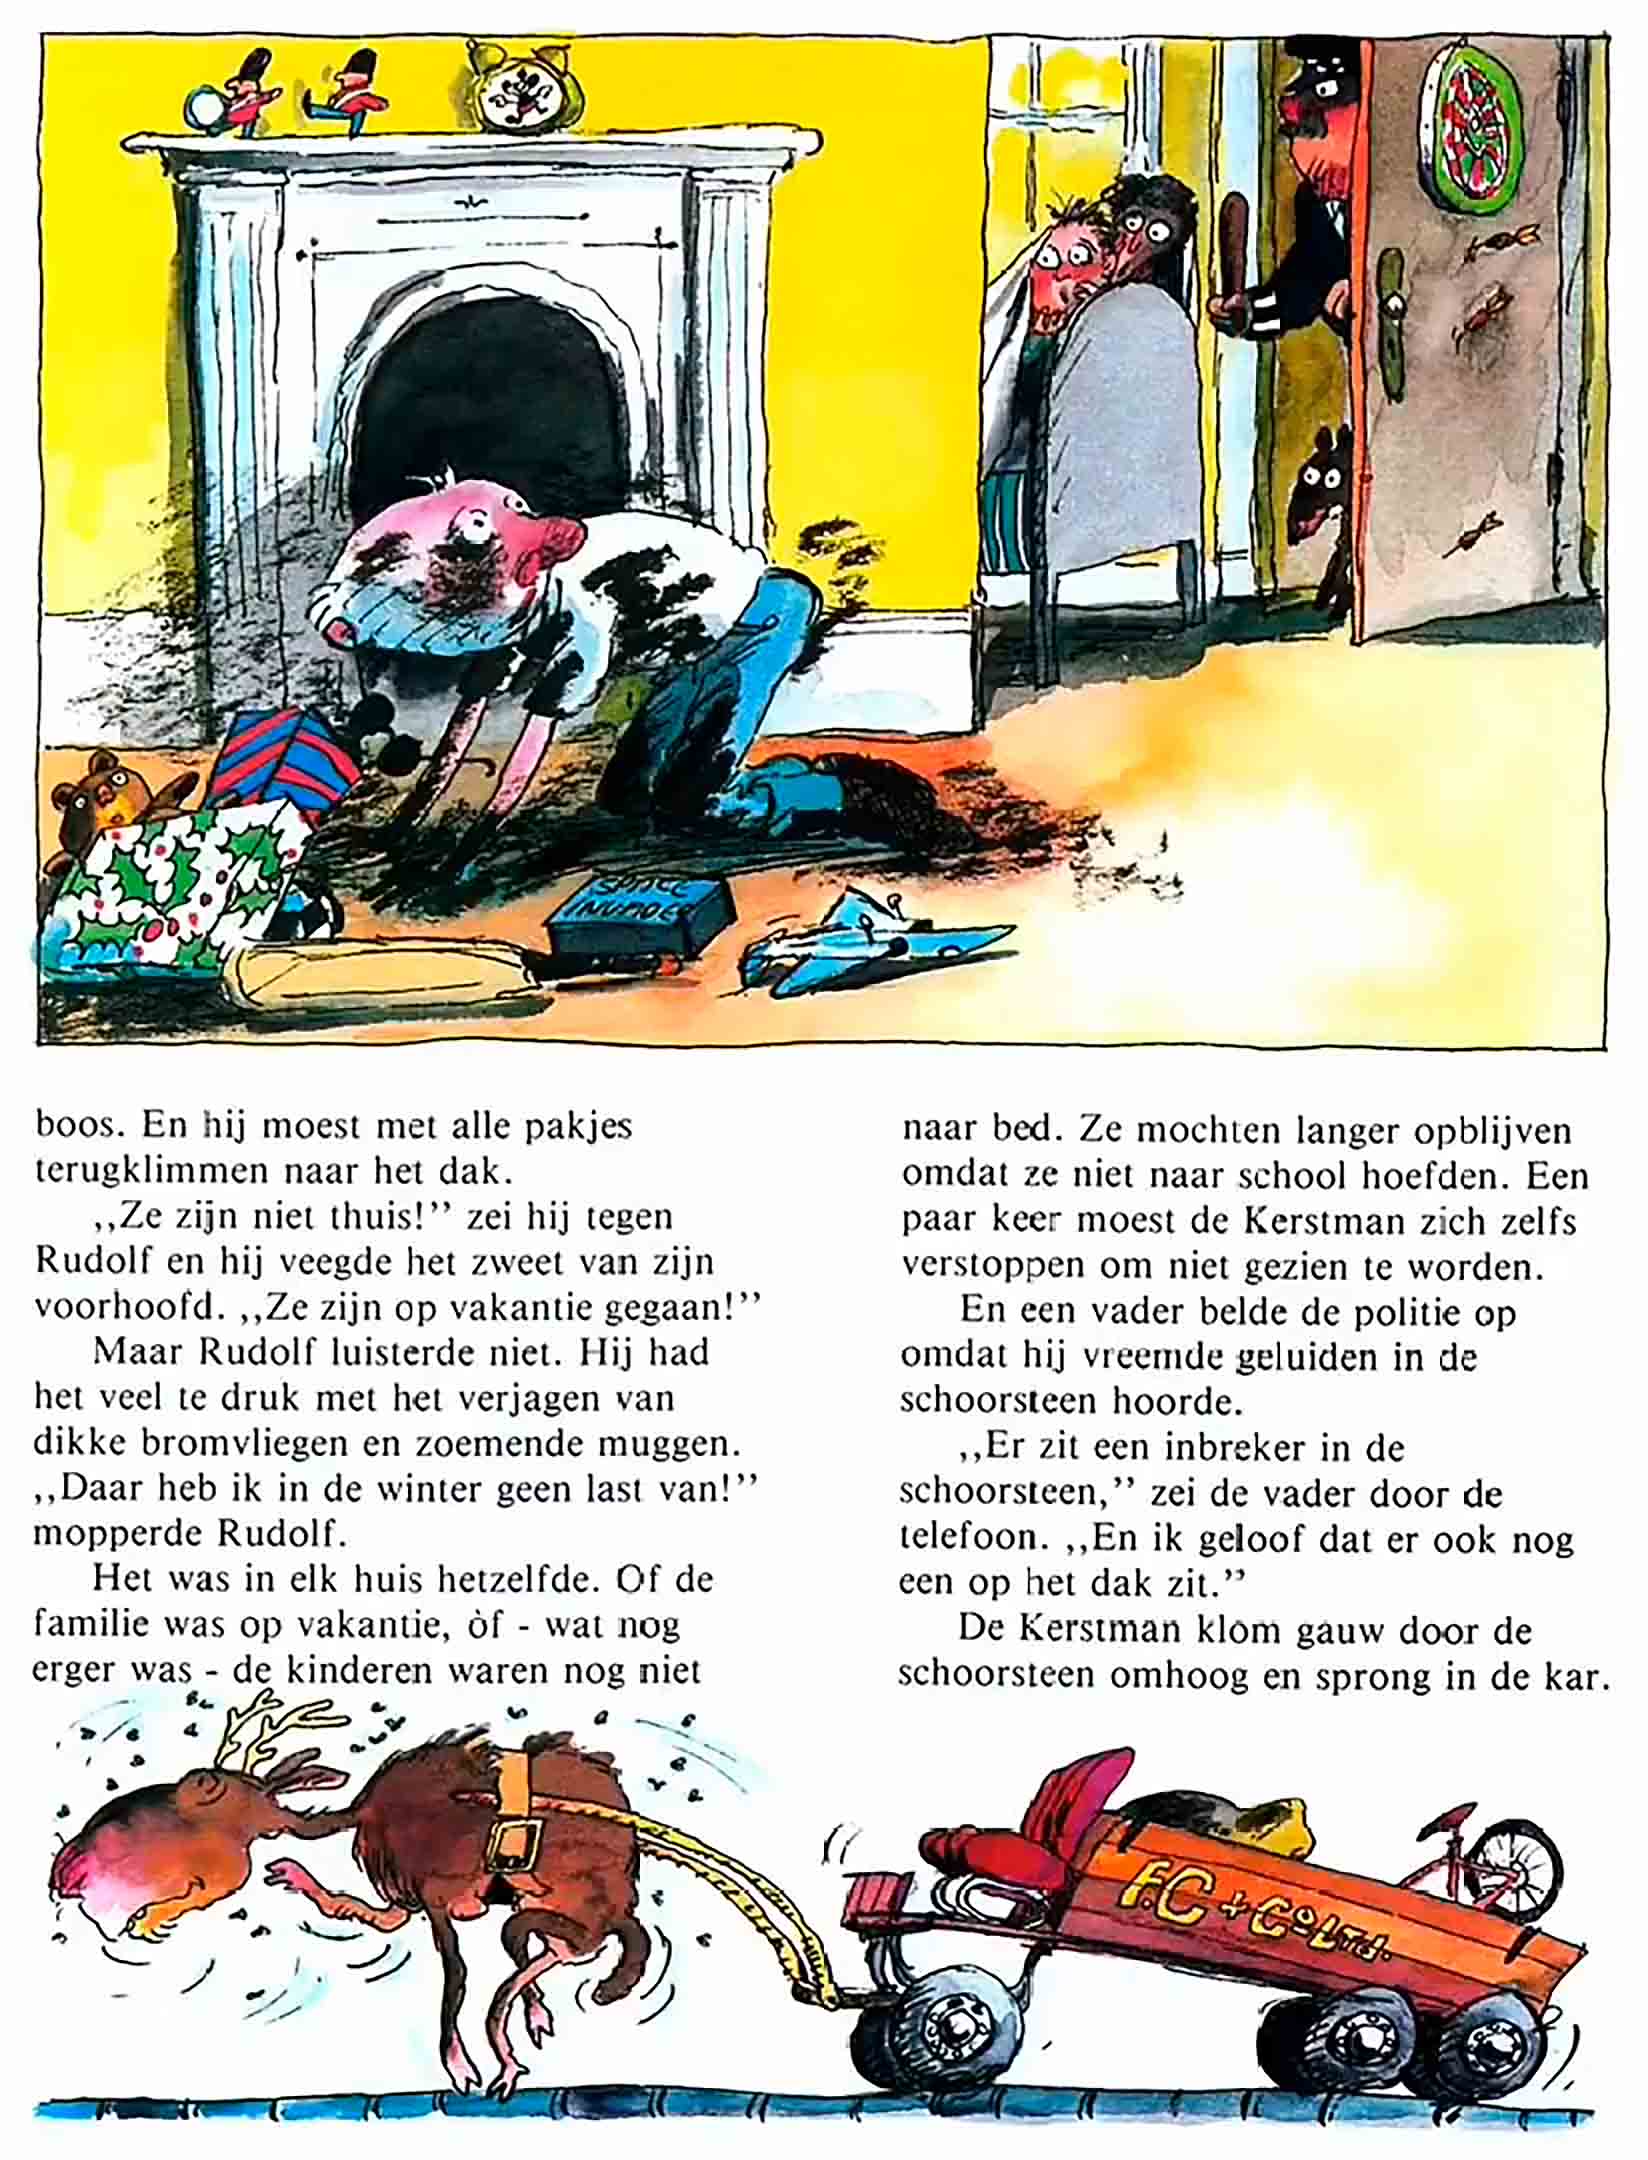 SPACE
INVADE
boos. En hij moest met alle pakjes
terugklimmen naar het dak.
,,Ze zijn niet thuis!” zei hij tegen
Rudolf en hij veegde het zweet van zijn
voorhoofd. ,,Ze zijn op vakantie gegaan!”
Maar Rudolf luisterde niet. Hij had
het veel te druk met het verjagen van
dikke bromvliegen en zoemende muggen.
,,Daar heb ik in de winter geen last van!”
mopperde Rudolf.
Het was in elk huis hetzelfde. Of de
familie was op vakantie, òf - wat nog
erger was - de kinderen waren nog niet
naar bed. Ze mochten langer opblijven
omdat ze niet naar school hoefden. Een
paar keer moest de Kerstman zich zelfs
verstoppen om niet gezien te worden.
En een vader belde de politie op
omdat hij vreemde geluiden in de
schoorsteen hoorde.
,,Er zit een inbreker in de
schoorsteen,” zei de vader door de
telefoon. ,,En ik geloof dat er ook nog
een op het dak zit.”
De Kerstman klom gauw door de
schoorsteen omhoog en sprong in de kar.
F.C + Co Ltd.